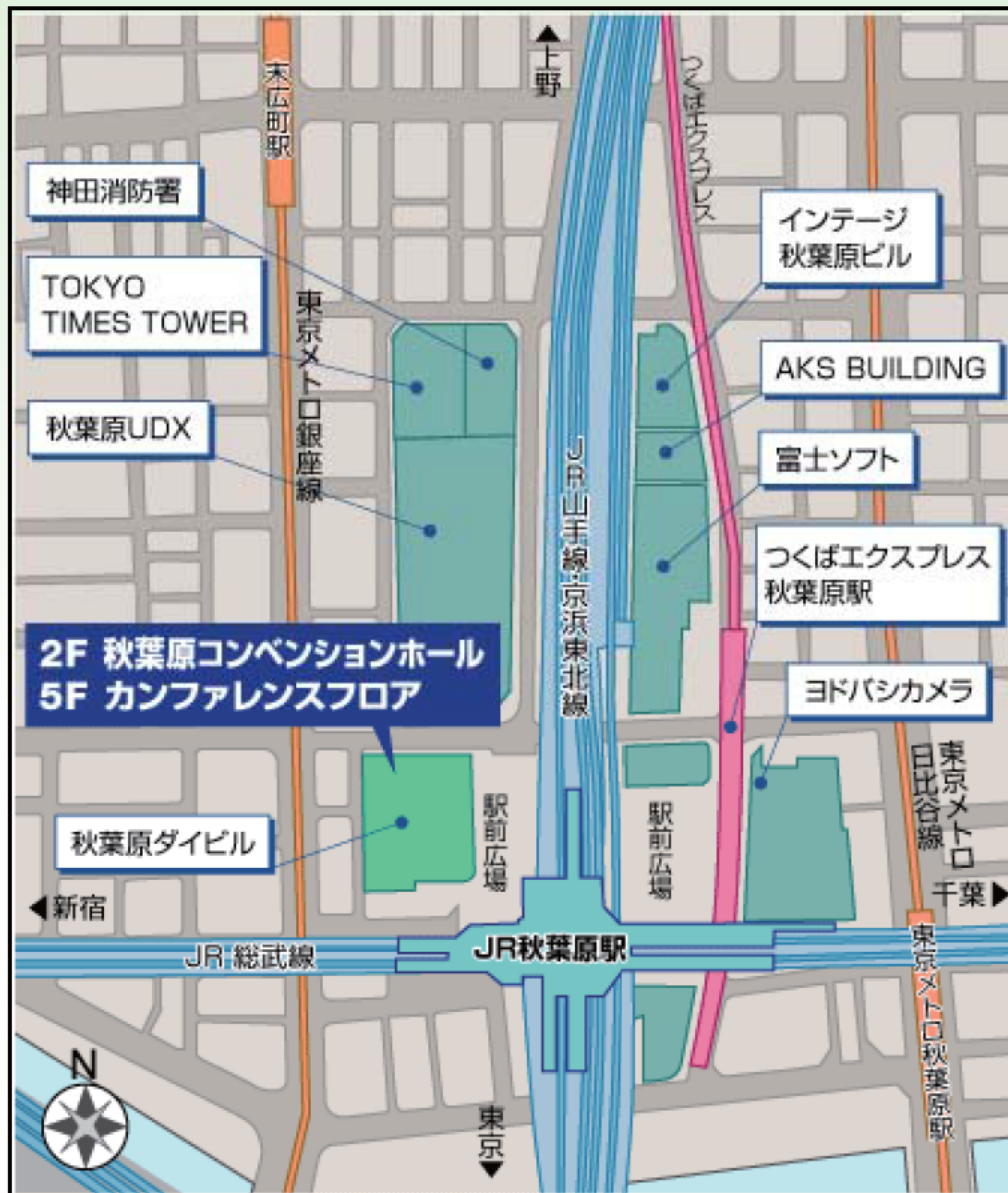 ▲上野
末広町駅
つくばエクスプレス
神田消防署
TOKYO
TIMES TOWER
秋葉原UDX
東京メトロ銀座線
インテージ
秋葉原ビル
AKS BUILDING
富士ソフト
つくばエクスプレス
秋葉原駅
ヨドバシカメラ
JR山手線・京浜東北線
2F 秋葉原コンベンションホール
5F カンファレンスフロア
東京メトロ
日比谷線
秋葉原ダイビル
駅前広場
駅前広場
◀新宿
千葉▶
JR 総武線
JR秋葉原駅
東京メトロ秋葉原駅
N
東京▼